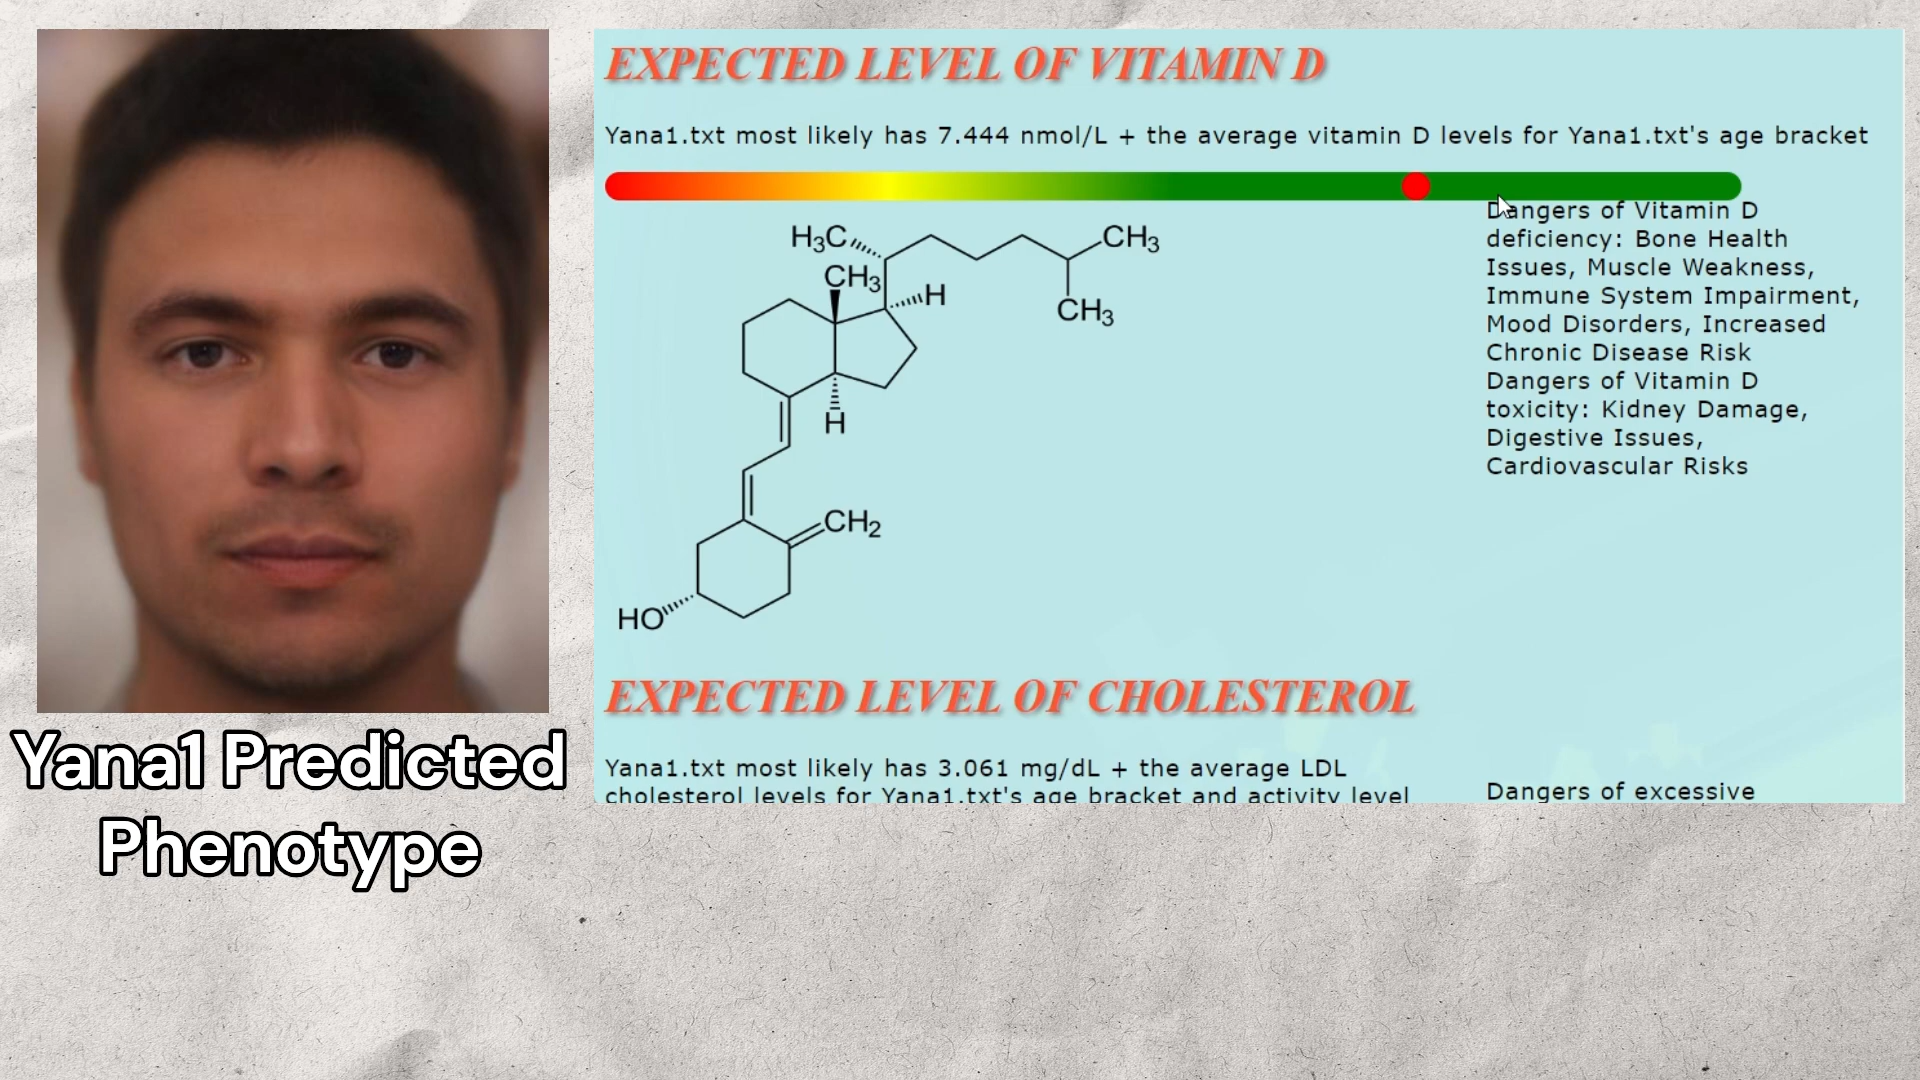 EXPECTED LEVEL OF VITAMIN D
Yana1.txt most likely has 7.444 nmol/L + the average vitamin D levels for Yana1.txt's age bracket
Dangers of Vitamin D
deficiency: Bone Health
Issues, Muscle Weakness,
Immune System Impairment,
Mood Disorders, Increased
Chronic Disease Risk
Dangers of Vitamin D
toxicity: Kidney Damage,
Digestive Issues,
Cardiovascular Risks
H₃C
CH₃
CH₃
H
CH₃
H
CH₂
HO
EXPECTED LEVEL OF CHOLESTEROL
Yana1.txt most likely has 3.061 mg/dL + the average LDL
cholesterol levels for Yana1.txt's age bracket and activity level
Dangers of excessive
Yana1 Predicted
Phenotype